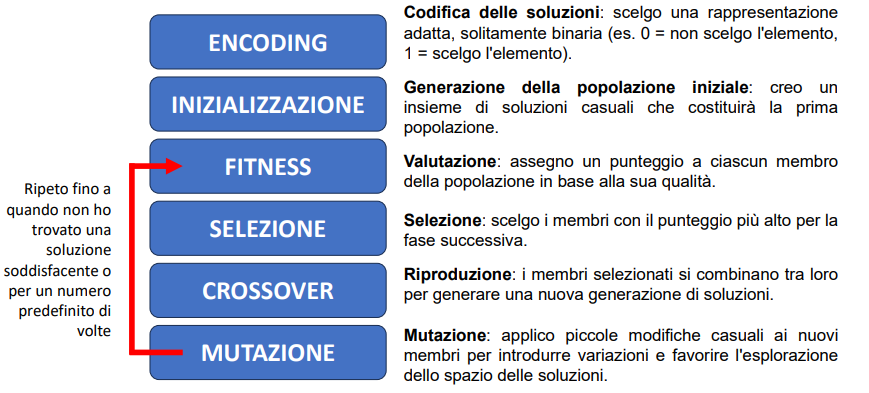 ENCODING
Codifica delle soluzioni: scelgo una rappresentazione
adatta, solitamente binaria (es. 0 = non scelgo l'elemento,
1 = scelgo l'elemento).
INIZIALIZZAZIONE
Generazione della popolazione iniziale: creo un
insieme di soluzioni casuali che costituirà la prima
popolazione.
FITNESS
Valutazione: assegno un punteggio a ciascun membro
della popolazione in base alla sua qualità.
SELEZIONE
Selezione: scelgo i membri con il punteggio più alto per la
fase successiva.
CROSSOVER
Riproduzione: i membri selezionati si combinano tra loro
per generare una nuova generazione di soluzioni.
MUTAZIONE
Mutazione: applico piccole modifiche casuali ai nuovi
membri per introdurre variazioni e favorire l'esplorazione
dello spazio delle soluzioni.
Ripeto fino a
quando non ho
trovato una
soluzione
soddisfacente o
per un numero
predefinito di
volte